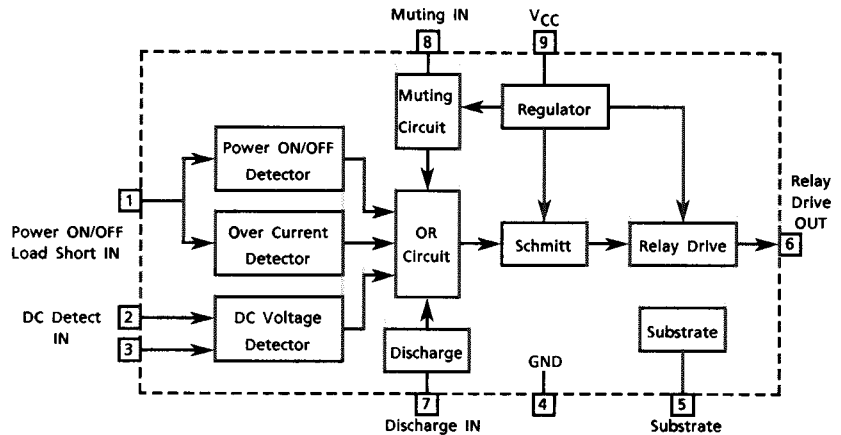 Muting IN
8
VCC
9
Muting
Circuit
Regulator
Power ON/OFF
Detector
1
Power ON/OFF
Load Short IN
Over Current
Detector
OR
Circuit
Schmitt
Relay Drive
Relay
Drive
OUT
6
DC Detect
IN
2
3
DC Voltage
Detector
Discharge
Substrate
7
Discharge IN
GND
4
5
Substrate